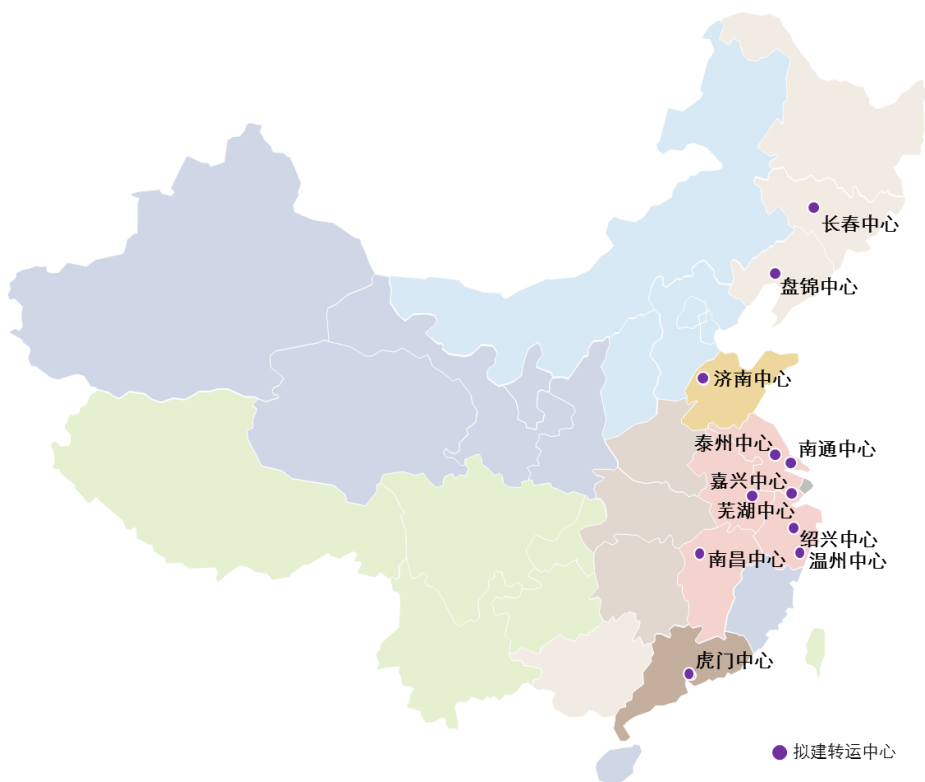 长春中心
盘锦中心
济南中心
泰州中心
南通中心
嘉兴中心
芜湖中心
绍兴中心
南昌中心
温州中心
虎门中心
拟建转运中心